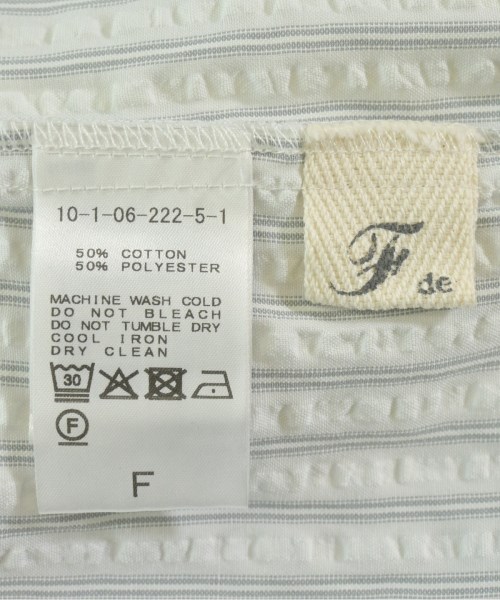 10-1-06-222-5-1
50% COTTON
50% POLYESTER
MACHINE WASH COLD
DO NOT BLEACH
DO NOT TUMBLE DRY
COOL IRON
DRY CLEAN
30
F
F
F de